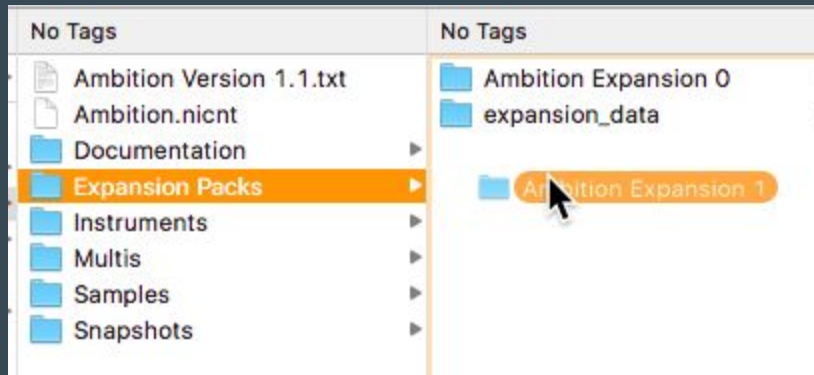 No Tags
Ambition Version 1.1.txt
Ambition.nicnt
Documentation
Expansion Packs
Instruments
Multis
Samples
Snapshots
No Tags
Ambition Expansion 0
expansion_data
Ambition Expansion 1